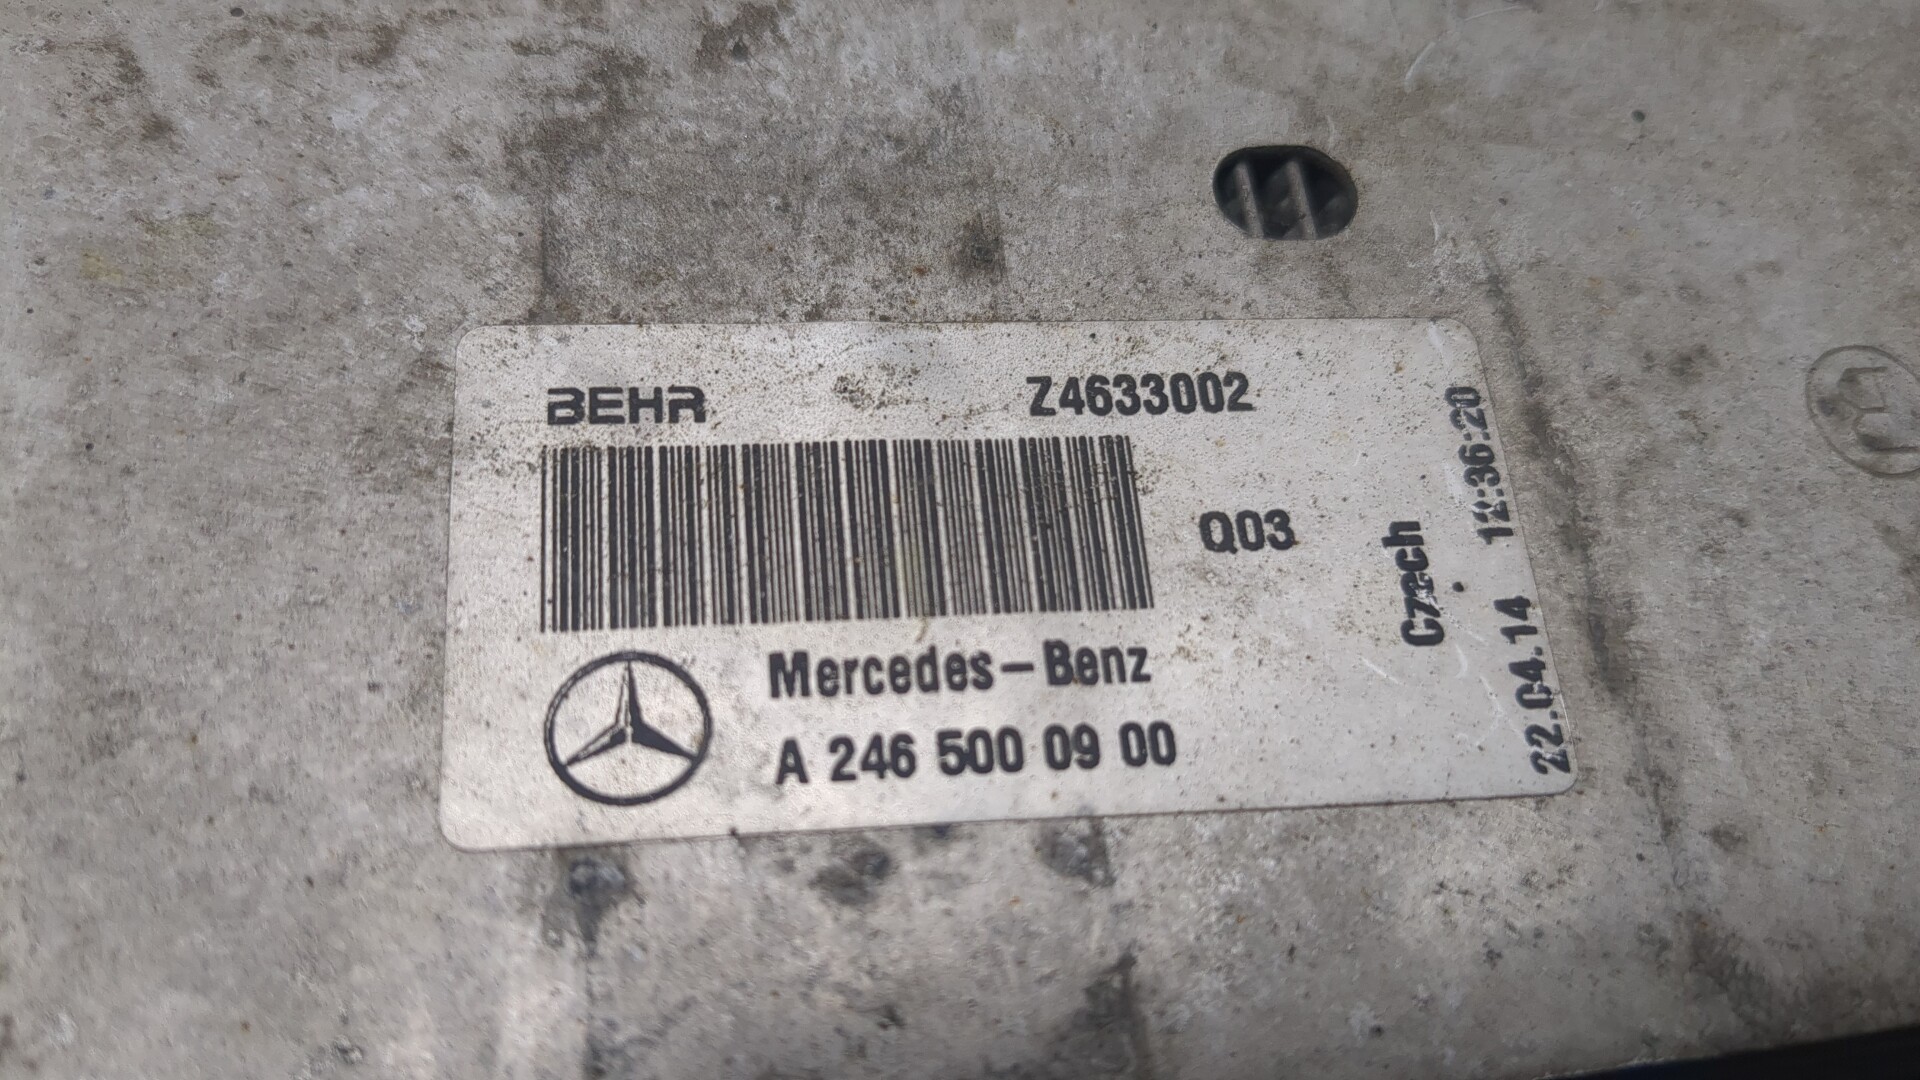 BEHR
Z4633002
Q03
Mercedes-Benz
A 246 500 09 00
Czech
22.04.14 12:36:20